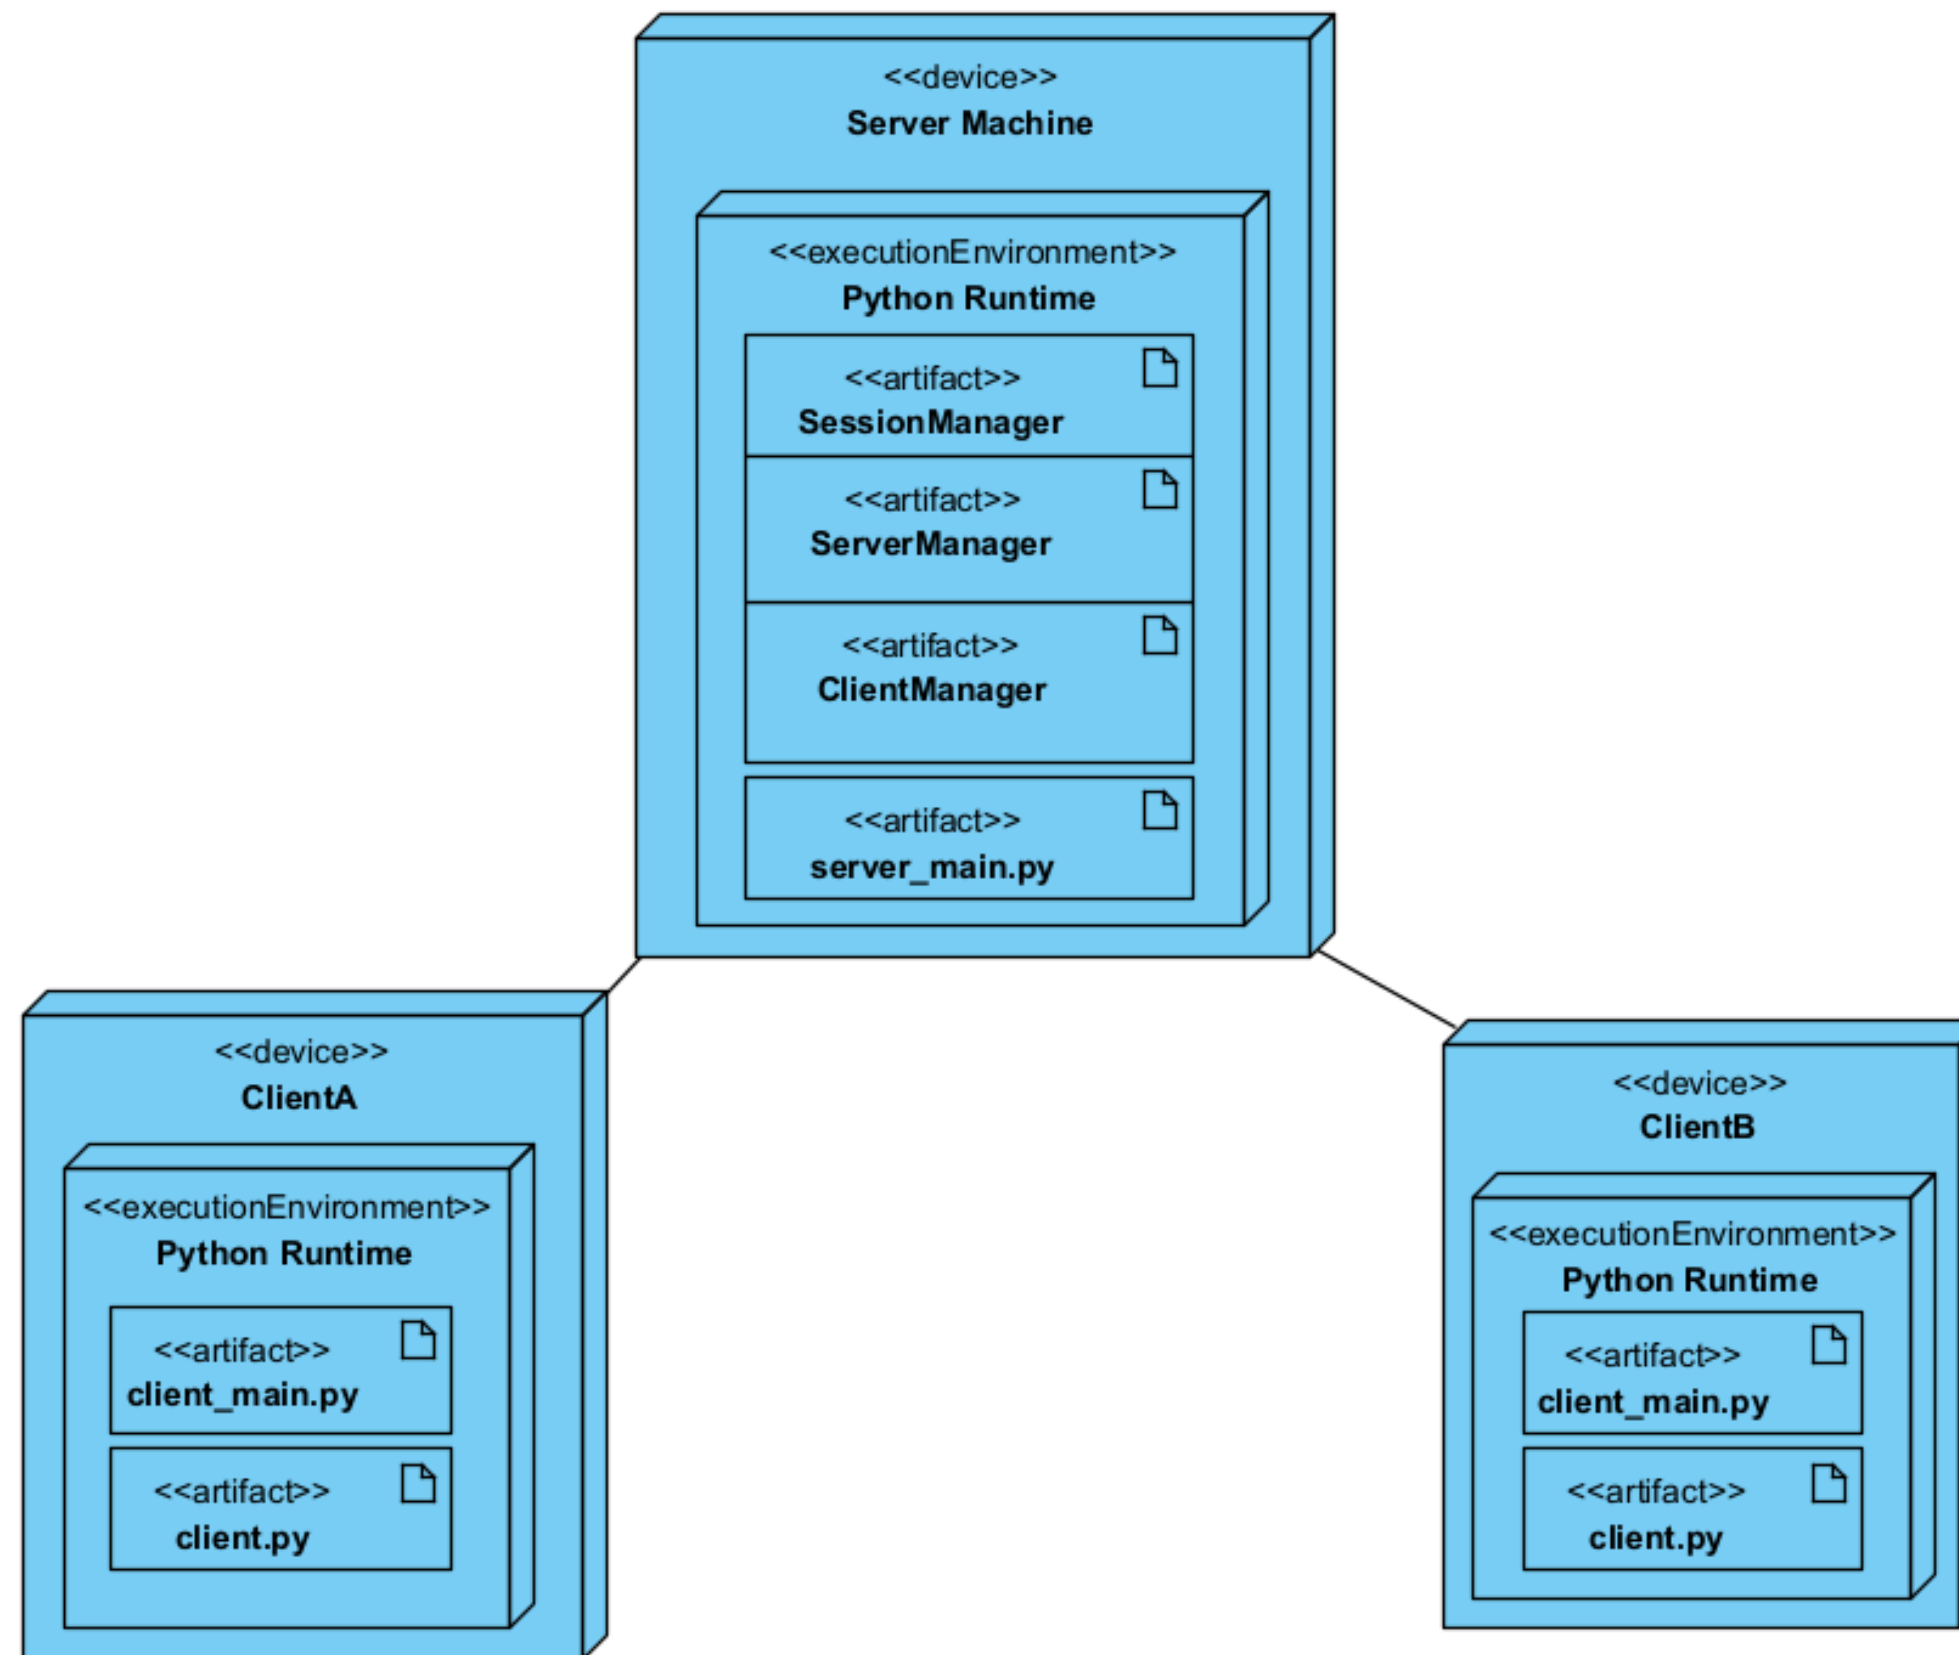 <<device>>
Server Machine
<<executionEnvironment>>
Python Runtime
<<artifact>>
SessionManager
<<artifact>>
ServerManager
<<artifact>>
ClientManager
<<artifact>>
server_main.py
<<device>>
ClientA
<<executionEnvironment>>
Python Runtime
<<artifact>>
client_main.py
<<artifact>>
client.py
<<device>>
ClientB
<<executionEnvironment>>
Python Runtime
<<artifact>>
client_main.py
<<artifact>>
client.py